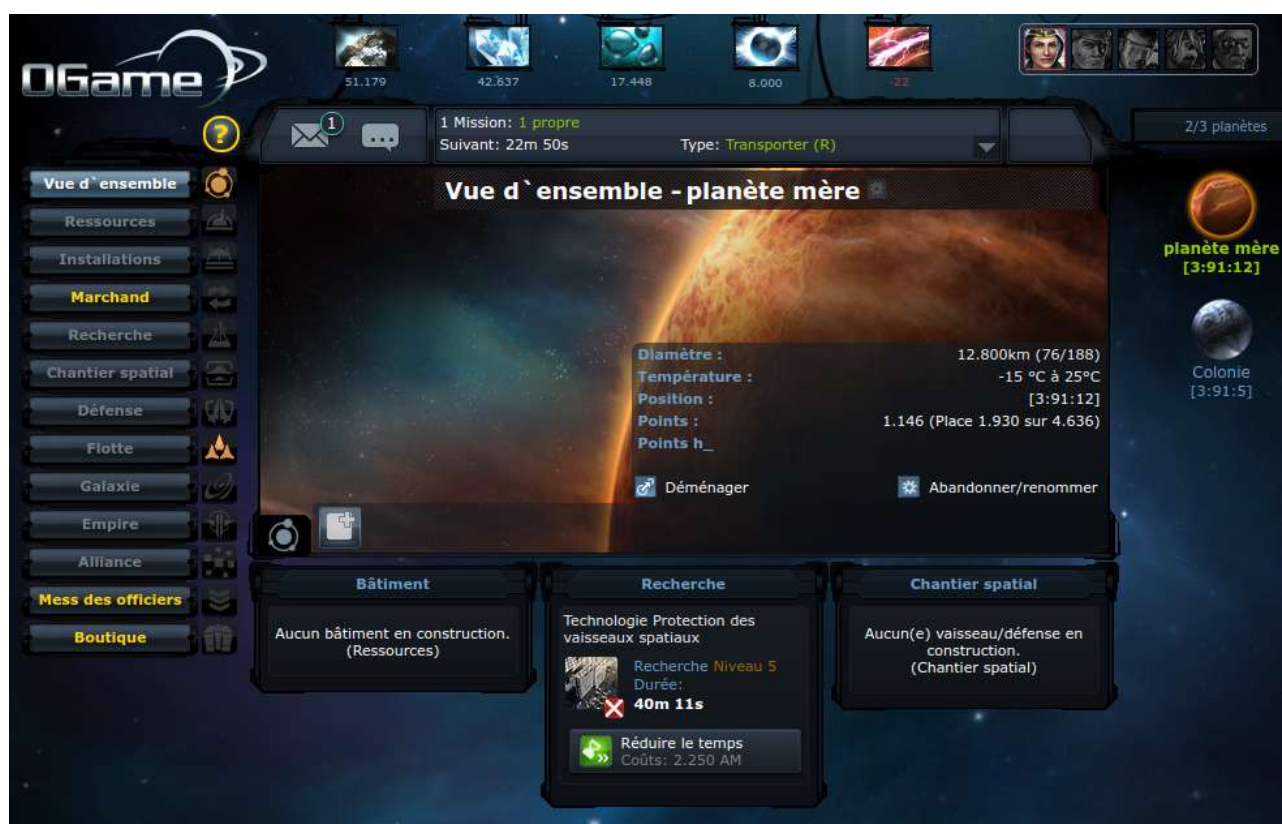 OGame
51.179
42.637
17.448
8.000
-22
1
1 Mission: 1 propre
Suivant: 22m 50s
Type: Transporter (R)
2/3 planètes
?
Vue d`ensemble
Ressources
Installations
Marchand
Recherche
Chantier spatial
Défense
Flotte
Galaxie
Empire
Alliance
Mess des officiers
Boutique
Vue d`ensemble - planète mère
Diamètre : 12.800km (76/188)
Température : -15 °C à 25°C
Position : [3:91:12]
Points : 1.146 (Place 1.930 sur 4.636)
Points h_
Déménager
Abandonner/renommer
planète mère
[3:91:12]
Colonie
[3:91:5]
Bâtiment
Aucun bâtiment en construction.
(Ressources)
Recherche
Technologie Protection des
vaisseaux spatiaux
Recherche Niveau 5
Durée:
40m 11s
Réduire le temps
Coûts: 2.250 AM
Chantier spatial
Aucun(e) vaisseau/défense en
construction.
(Chantier spatial)